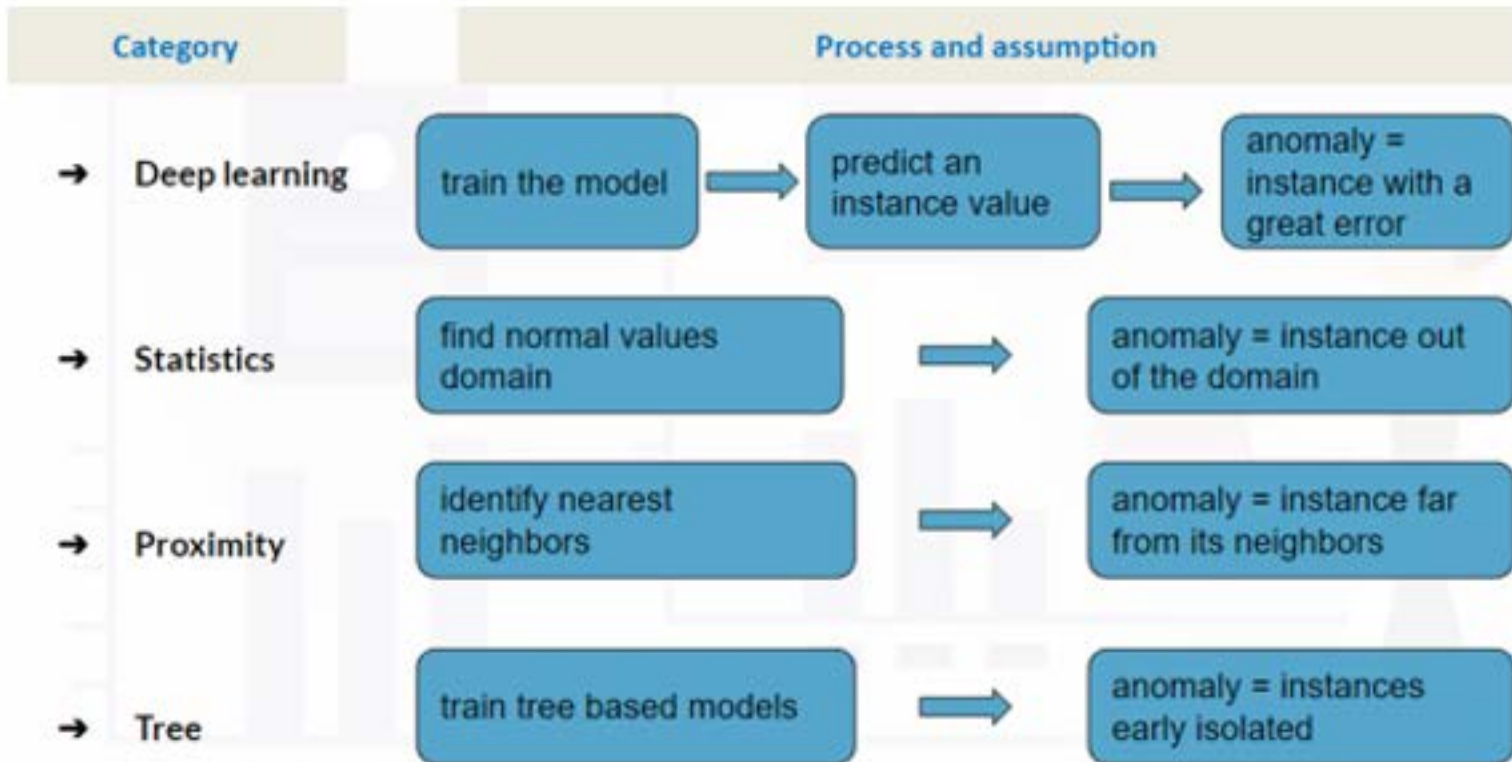 Category
Process and assumption
➔ Deep learning
train the model
predict an
instance value
anomaly =
instance with a
great error
➔ Statistics
find normal values
domain
anomaly = instance out
of the domain
➔ Proximity
identify nearest
neighbors
anomaly = instance far
from its neighbors
➔ Tree
train tree based models
anomaly = instances
early isolated